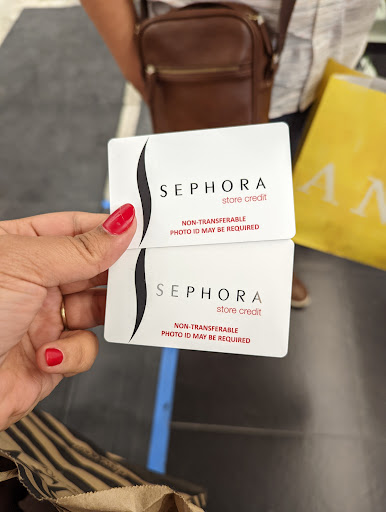 SEPHORA
store credit
NON-TRANSFERABLE
PHOTO ID MAY BE REQUIRED
SEPHORA
store credit
NON-TRANSFERABLE
PHOTO ID MAY BE REQUIRED